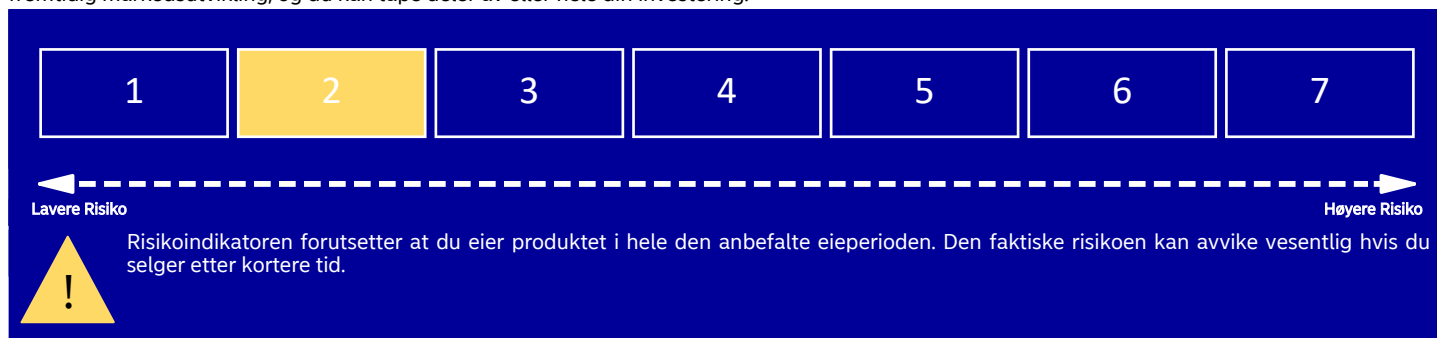 1 2 3 4 5 6 7
Lavere Risiko Høyere Risiko
Risikoindikatoren forutsetter at du eier produktet i hele den anbefalte eieperioden. Den faktiske risikoen kan avvike vesentlig hvis du
selger etter kortere tid.
!